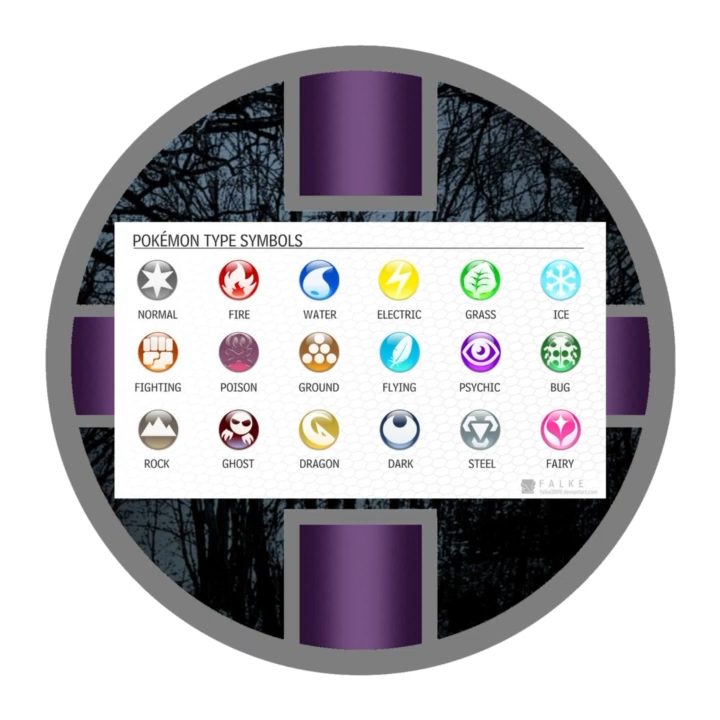 POKÉMON TYPE SYMBOLS
NORMAL FIRE WATER ELECTRIC GRASS ICE
FIGHTING POISON GROUND FLYING PSYCHIC BUG
ROCK GHOST DRAGON DARK STEEL FAIRY
FALKE